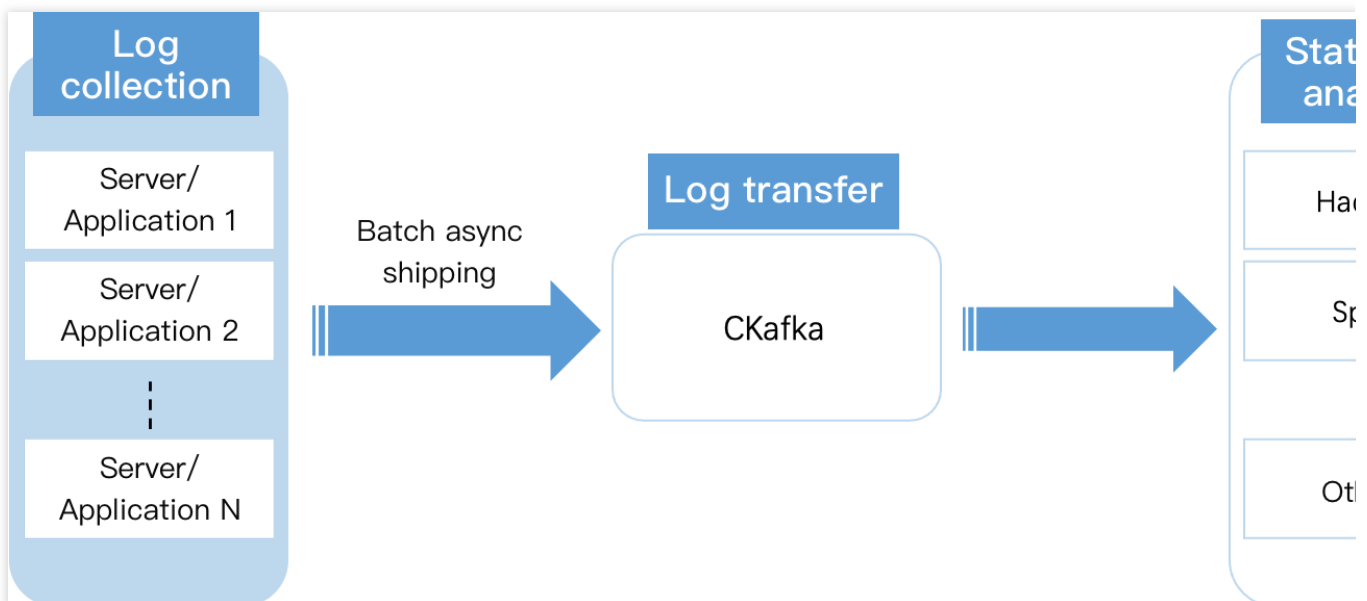 Log
collection
Server/
Application 1
Server/
Application 2
Server/
Application N
Batch async
shipping
Log transfer
CKafka